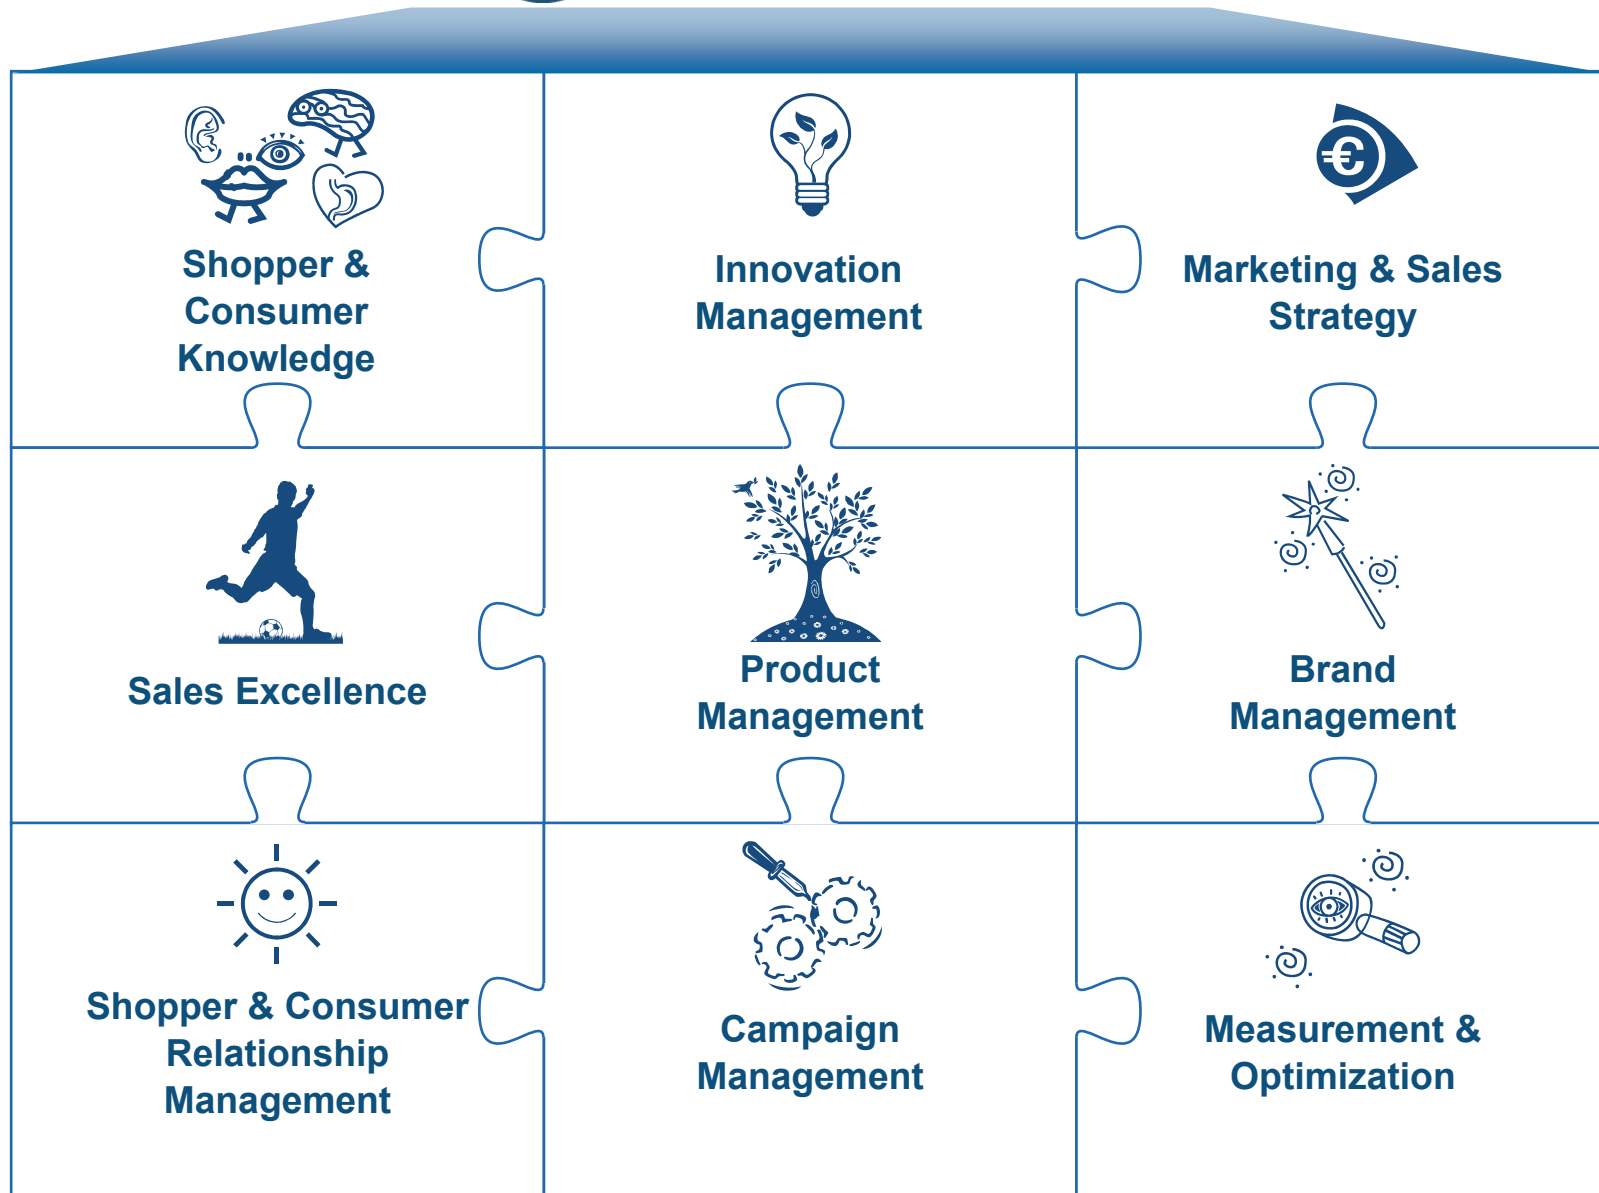 €
Shopper &
Consumer
Knowledge
Innovation
Management
Marketing & Sales
Strategy
Sales Excellence
Product
Management
Brand
Management
Shopper & Consumer
Relationship
Management
Campaign
Management
Measurement &
Optimization